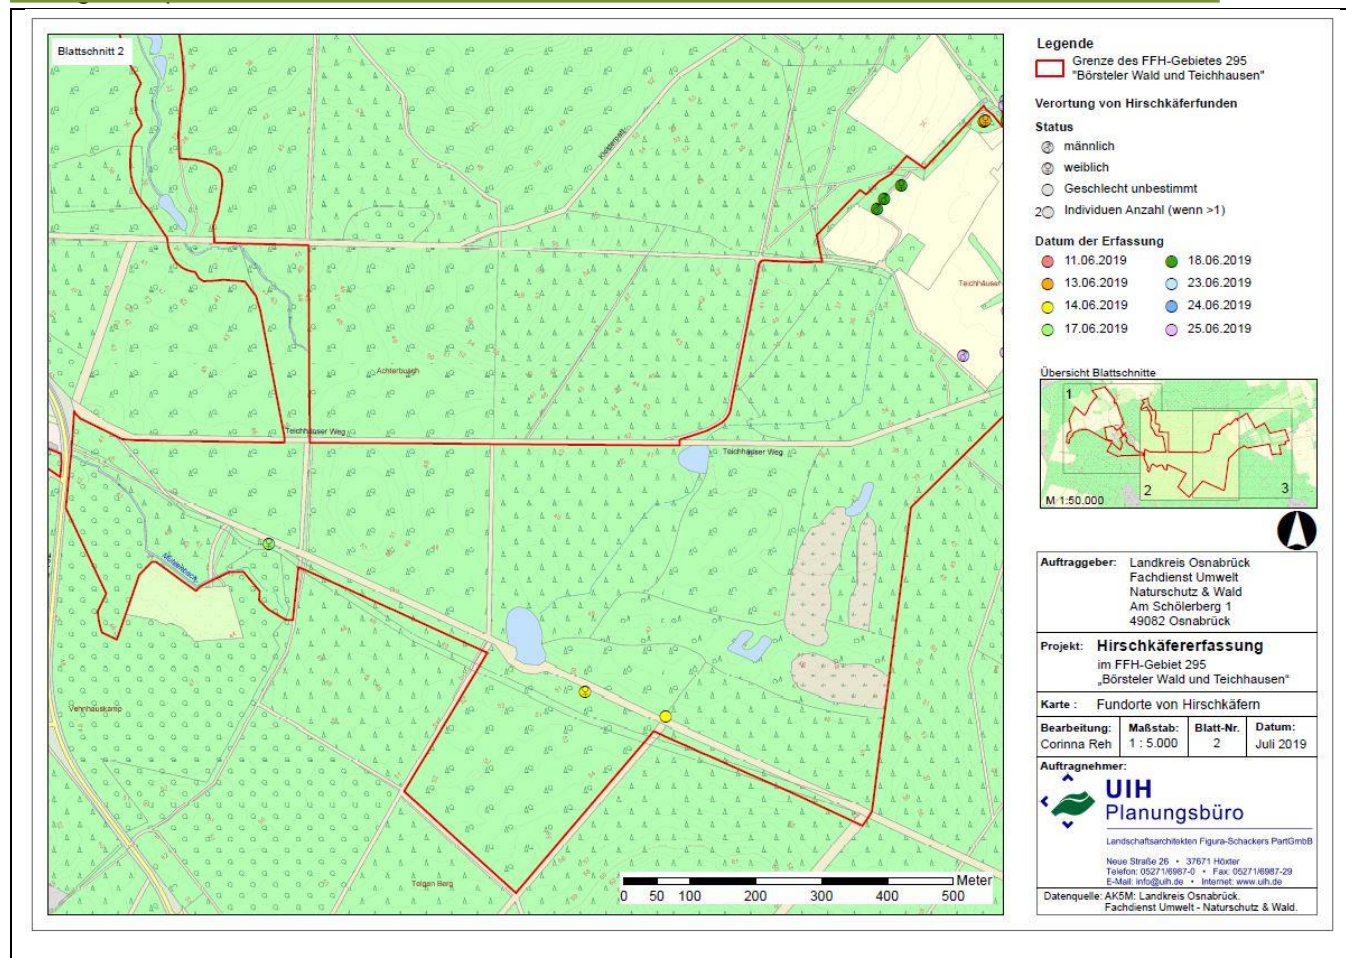 Blattschnitt 2
Klödderpatt
Teichhäuser
Achterbusch
Teichhäuser Weg
Teichhäuser Weg
Vehnhauskamp
Telgen Berg
Meter
0 50 100 200 300 400 500
Legende
Grenze des FFH-Gebietes 295
"Börsteler Wald und Teichhausen"
Verortung von Hirschkäferfunden
Status
männlich
weiblich
Geschlecht unbestimmt
2 Individuen Anzahl (wenn >1)
Datum der Erfassung
11.06.2019 18.06.2019
13.06.2019 23.06.2019
14.06.2019 24.06.2019
17.06.2019 25.06.2019
Übersicht Blattschnitte
1
2
3
M 1:50.000
Auftraggeber: Landkreis Osnabrück
Fachdienst Umwelt
Naturschutz & Wald
Am Schölerberg 1
49082 Osnabrück
Projekt: Hirschkäfererfassung
im FFH-Gebiet 295
„Börsteler Wald und Teichhausen“
Karte : Fundorte von Hirschkäfern
Bearbeitung: Maßstab: Blatt-Nr. Datum:
Corinna Reh 1 : 5.000 2 Juli 2019
Auftragnehmer:
UIH
Planungsbüro
Landschaftsarchitekten Figura-Schackers PartGmbB
Neue Straße 26 • 37671 Höxter
Telefon: 05271/6987-0 • Fax: 05271/6987-29
E-Mail: info@uih.de • Internet: www.uih.de
Datenquelle: AK5M: Landkreis Osnabrück.
Fachdienst Umwelt - Naturschutz & Wald.